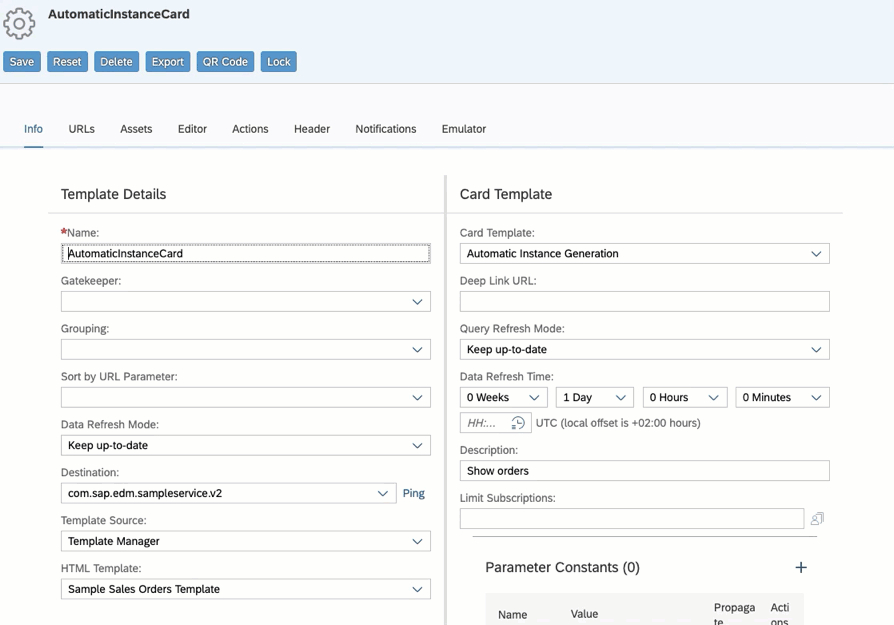 AutomaticInstanceCard
Save Reset Delete Export QR Code Lock
Info URLs Assets Editor Actions Header Notifications Emulator
Template Details
*Name:
AutomaticInstanceCard
Gatekeeper:
Grouping:
Sort by URL Parameter:
Data Refresh Mode:
Keep up-to-date
Destination:
com.sap.edm.sampleservice.v2 Ping
Template Source:
Template Manager
HTML Template:
Sample Sales Orders Template
Card Template
Card Template:
Automatic Instance Generation
Deep Link URL:
Query Refresh Mode:
Keep up-to-date
Data Refresh Time:
0 Weeks 1 Day 0 Hours 0 Minutes
HH:... UTC (local offset is +02:00 hours)
Description:
Show orders
Limit Subscriptions:
Parameter Constants (0) +
Name Value Propaga
te Acti
ons